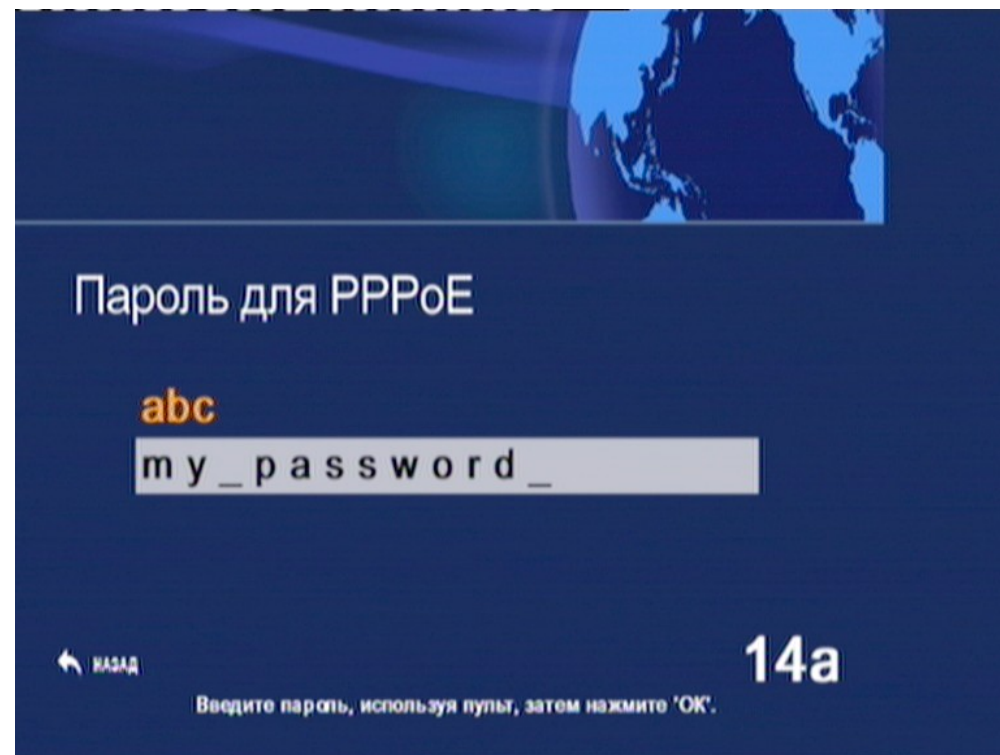 Пароль для PPPoE
abc
my_password_
НАЗАД
14a
Введите пароль, используя пульт, затем нажмите 'OK'.